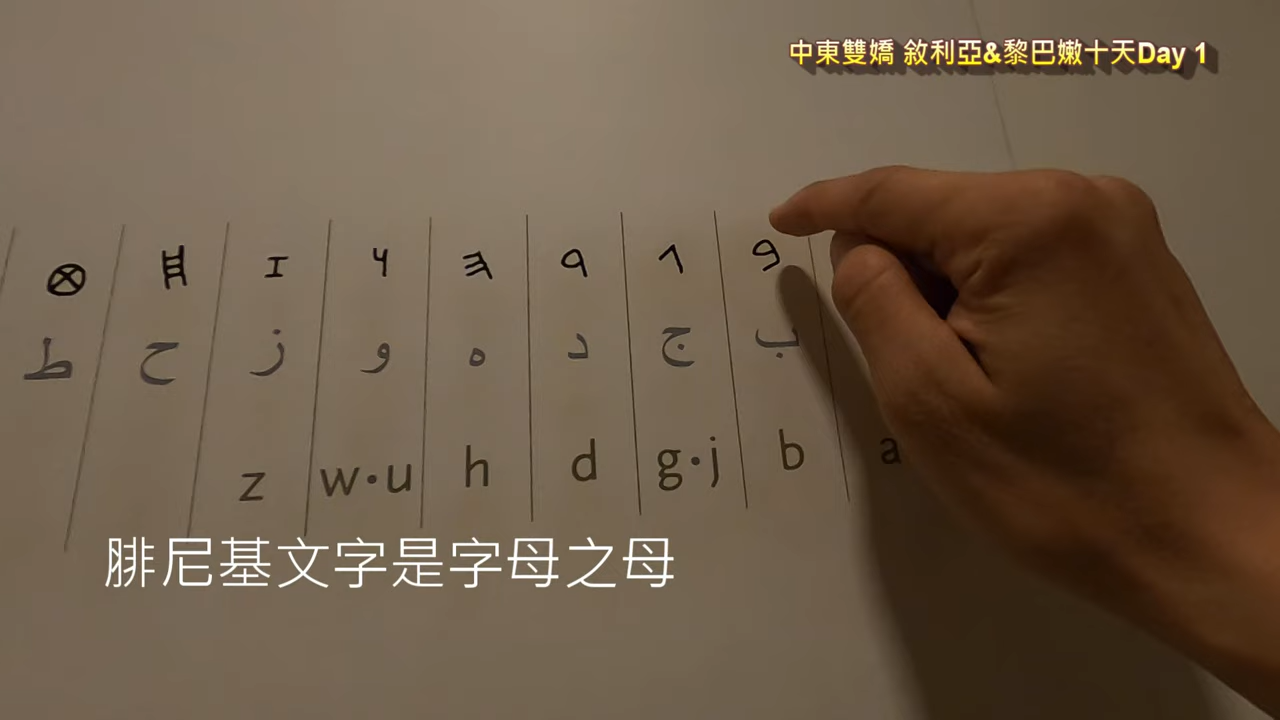 中東雙嬌 敘利亞&黎巴嫩十天Day 1
𐤈 𐤇 𐤆 𐤅 𐤄 𐤃 𐤂 𐤁
ط ح ز و ه د ج ب
z w·u h d g·j b a
腓尼基文字是字母之母